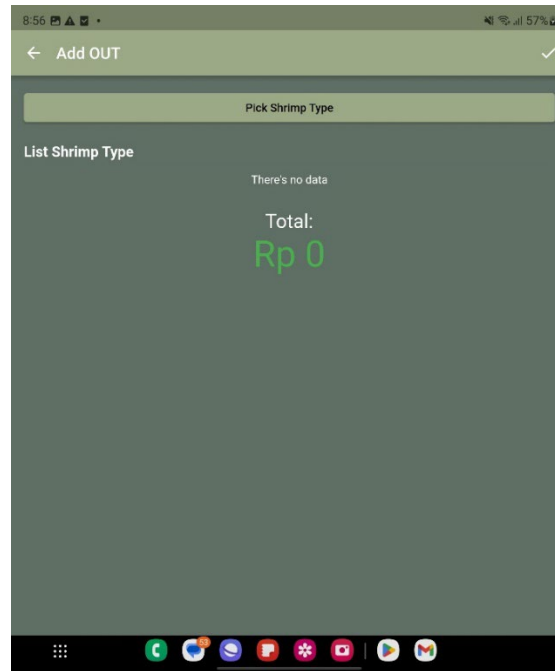 8:56
57%
Add OUT
Pick Shrimp Type
List Shrimp Type
There's no data
Total:
Rp 0
53